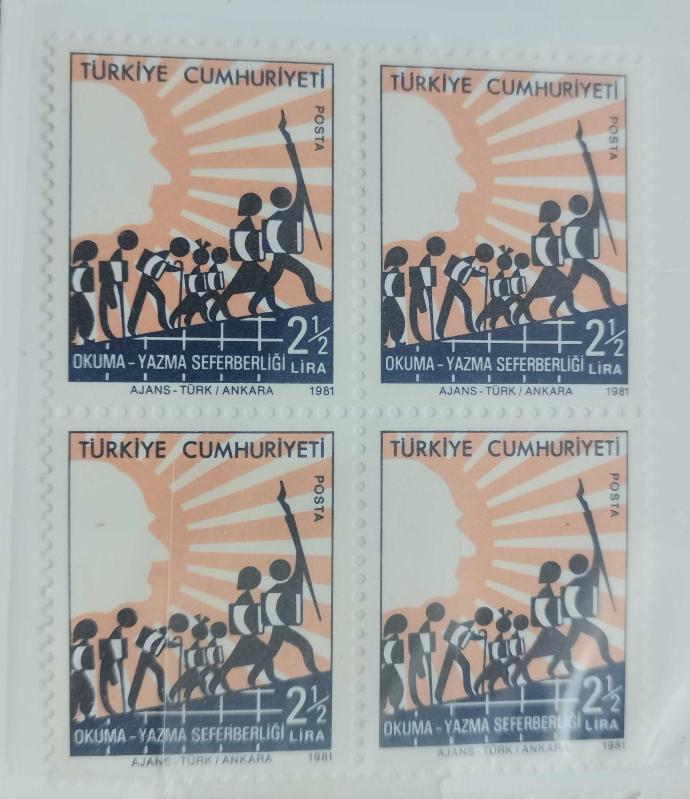 TÜRKİYE CUMHURİYETİ
POSTA
2 1/2
OKUMA - YAZMA SEFERBERLİĞİ LİRA
AJANS - TÜRK / ANKARA 1981
TÜRKİYE CUMHURİYETİ
POSTA
2 1/2
OKUMA - YAZMA SEFERBERLİĞİ LİRA
AJANS - TÜRK / ANKARA 1981
TÜRKİYE CUMHURİYETİ
POSTA
2 1/2
OKUMA - YAZMA SEFERBERLİĞİ LİRA
AJANS - TÜRK / ANKARA 1981
TÜRKİYE CUMHURİYETİ
POSTA
2 1/2
OKUMA - YAZMA SEFERBERLİĞİ LİRA
AJANS - TÜRK / ANKARA 1981